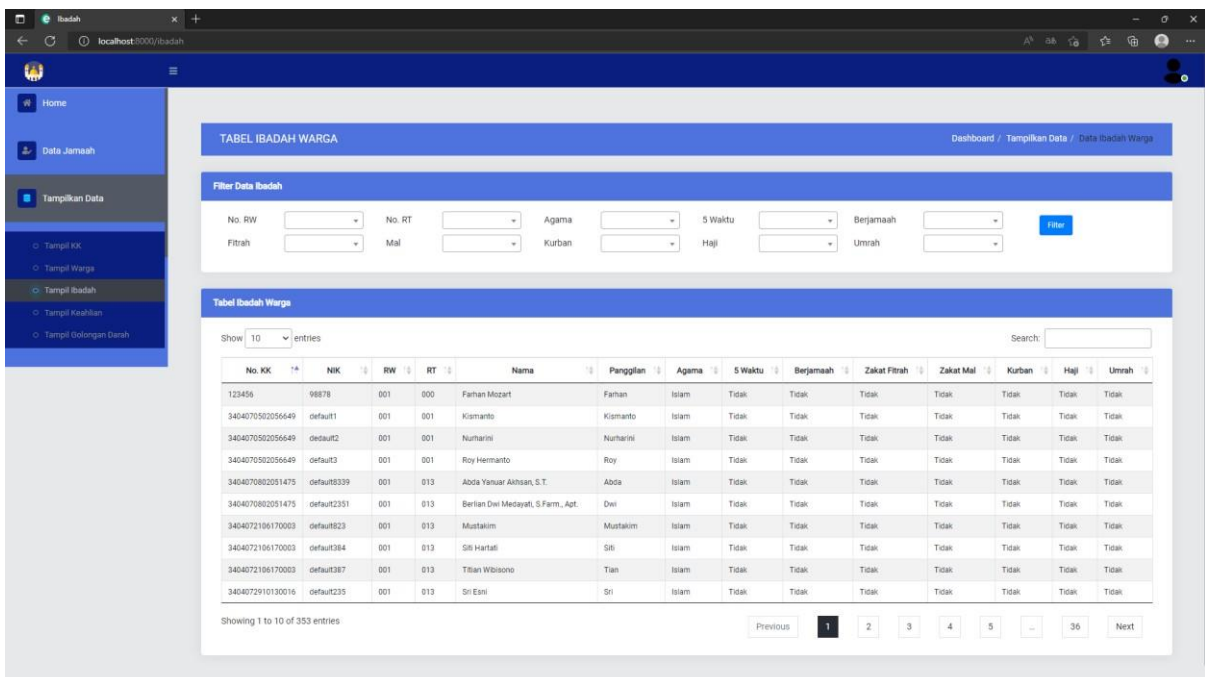 Ibadah
localhost:8000/ibadah
Home
Data Jamaah
Tampilkan Data
Tampil KK
Tampil Warga
Tampil Ibadah
Tampil Keahlian
Tampil Golongan Darah
TABEL IBADAH WARGA
Dashboard / Tampilkan Data / Data Ibadah Warga
Filter Data Ibadah
No. RW No. RT Agama 5 Waktu Berjamaah Filter
Fitrah Mal Kurban Haji Umrah
Tabel Ibadah Warga
Show 10 entries Search:
No. KK NIK RW RT Nama Panggilan Agama 5 Waktu Berjamaah Zakat Fitrah Zakat Mal Kurban Haji Umrah
123456 98878 001 000 Farhan Mozart Farhan Islam Tidak Tidak Tidak Tidak Tidak Tidak Tidak
3404070502056649 default1 001 001 Kismanto Kismanto Islam Tidak Tidak Tidak Tidak Tidak Tidak Tidak
3404070502056649 dedault2 001 001 Nurharini Nurharini Islam Tidak Tidak Tidak Tidak Tidak Tidak Tidak
3404070502056649 default3 001 001 Roy Hermanto Roy Islam Tidak Tidak Tidak Tidak Tidak Tidak Tidak
3404070802051475 default8339 001 013 Abda Yanuar Akhsan, S.T. Abda Islam Tidak Tidak Tidak Tidak Tidak Tidak Tidak
3404070802051475 default2351 001 013 Berlian Dwi Medayati, S.Farm., Apt. Dwi Islam Tidak Tidak Tidak Tidak Tidak Tidak Tidak
3404072106170003 default823 001 013 Mustakim Mustakim Islam Tidak Tidak Tidak Tidak Tidak Tidak Tidak
3404072106170003 default384 001 013 Siti Hartati Siti Islam Tidak Tidak Tidak Tidak Tidak Tidak Tidak
3404072106170003 default387 001 013 Titian Wibisono Tian Islam Tidak Tidak Tidak Tidak Tidak Tidak Tidak
3404072910130016 default235 001 013 Sri Esni Sri Islam Tidak Tidak Tidak Tidak Tidak Tidak Tidak
Showing 1 to 10 of 353 entries
Previous 1 2 3 4 5 … 36 Next